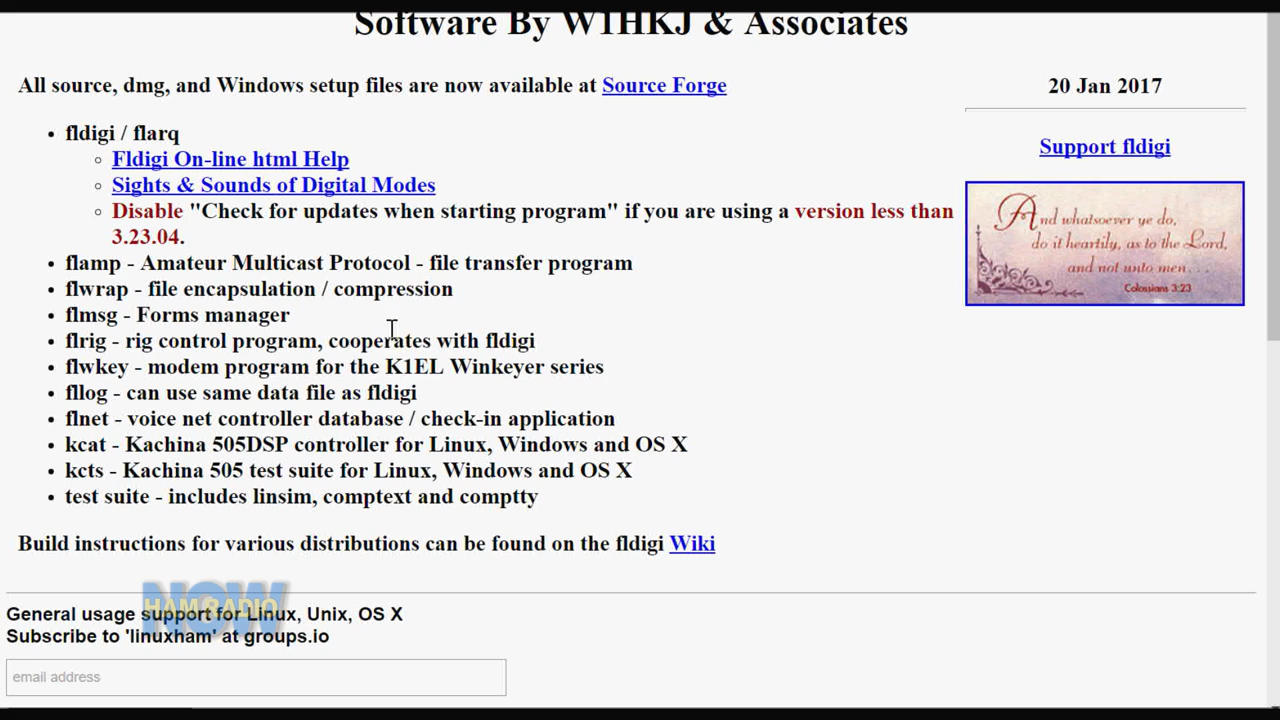 Software By W1HKJ & Associates
All source, dmg, and Windows setup files are now available at Source Forge
20 Jan 2017
Support fldigi
And whatsoever ye do,
do it heartily, as to the Lord,
and not unto men . . .
Colossians 3:23
• fldigi / flarq
◦ Fldigi On-line html Help
◦ Sights & Sounds of Digital Modes
◦ Disable "Check for updates when starting program" if you are using a version less than
3.23.04.
• flamp - Amateur Multicast Protocol - file transfer program
• flwrap - file encapsulation / compression
• flmsg - Forms manager
• flrig - rig control program, cooperates with fldigi
• flwkey - modem program for the K1EL Winkeyer series
• fllog - can use same data file as fldigi
• flnet - voice net controller database / check-in application
• kcat - Kachina 505DSP controller for Linux, Windows and OS X
• kcts - Kachina 505 test suite for Linux, Windows and OS X
• test suite - includes linsim, comptext and comptty
Build instructions for various distributions can be found on the fldigi Wiki
NOW
HAM RADIO
General usage support for Linux, Unix, OS X
Subscribe to 'linuxham' at groups.io
email address